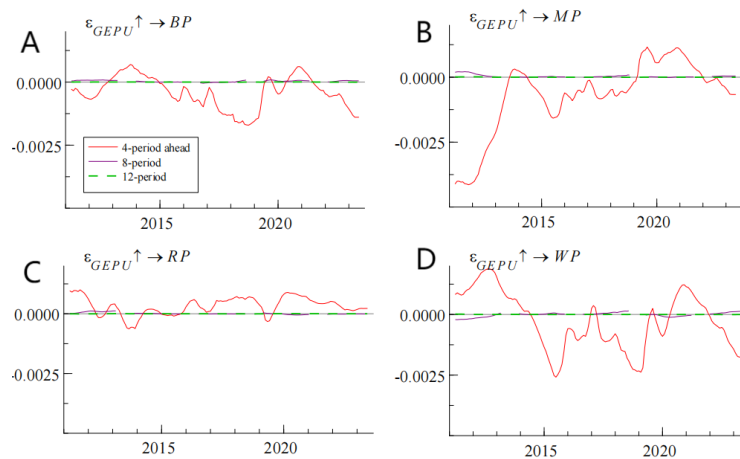 A
ε_GEPU↑ → BP
0.0000
-0.0025
4-period ahead
8-period
12-period
2015 2020
B
ε_GEPU↑ → MP
0.0000
-0.0025
2015 2020
C
ε_GEPU↑ → RP
0.0000
-0.0025
2015 2020
D
ε_GEPU↑ → WP
0.0000
-0.0025
2015 2020